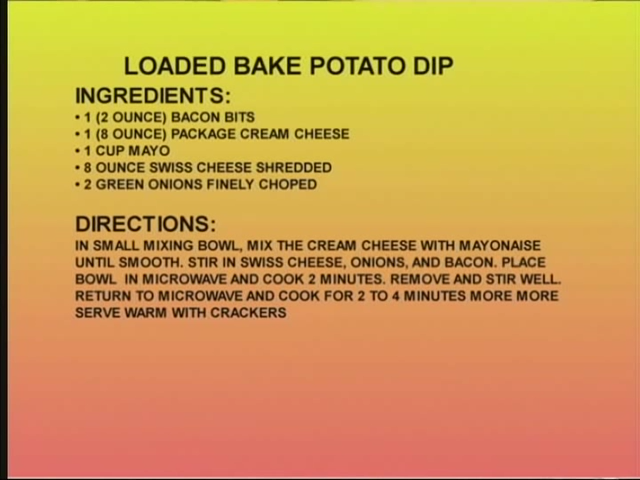 LOADED BAKE POTATO DIP
INGREDIENTS:
• 1 (2 OUNCE) BACON BITS
• 1 (8 OUNCE) PACKAGE CREAM CHEESE
• 1 CUP MAYO
• 8 OUNCE SWISS CHEESE SHREDDED
• 2 GREEN ONIONS FINELY CHOPED
DIRECTIONS:
IN SMALL MIXING BOWL, MIX THE CREAM CHEESE WITH MAYONAISE
UNTIL SMOOTH. STIR IN SWISS CHEESE, ONIONS, AND BACON. PLACE
BOWL IN MICROWAVE AND COOK 2 MINUTES. REMOVE AND STIR WELL.
RETURN TO MICROWAVE AND COOK FOR 2 TO 4 MINUTES MORE MORE
SERVE WARM WITH CRACKERS